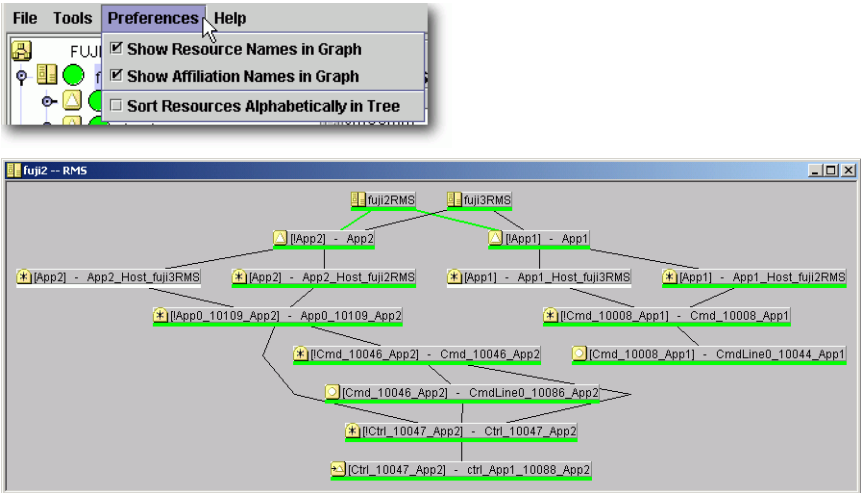 File Tools Preferences Help
FUJI
Show Resource Names in Graph
Show Affiliation Names in Graph
Sort Resources Alphabetically in Tree
fuji2 -- RMS
fuji2RMS fuji3RMS
[!App2] - App2 [!App1] - App1
[App2] - App2_Host_fuji3RMS [App2] - App2_Host_fuji2RMS [App1] - App1_Host_fuji3RMS [App1] - App1_Host_fuji2RMS
[!App0_10109_App2] - App0_10109_App2 [!Cmd_10008_App1] - Cmd_10008_App1
[!Cmd_10046_App2] - Cmd_10046_App2 [Cmd_10008_App1] - CmdLine0_10044_App1
[Cmd_10046_App2] - CmdLine0_10086_App2
[!Ctrl_10047_App2] - Ctrl_10047_App2
[Ctrl_10047_App2] - ctrl_App1_10088_App2